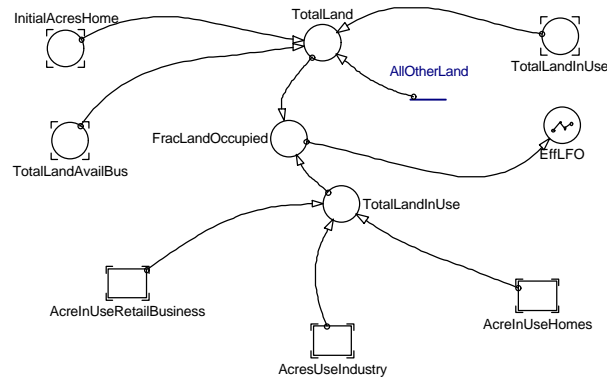 TotalLand
InitialAcresHome
TotalLandInUse
AllOtherLand
FracLandOccupied
EffLFO
TotalLandAvailBus
TotalLandInUse
AcreInUseRetailBusiness
AcreInUseHomes
AcresUseIndustry